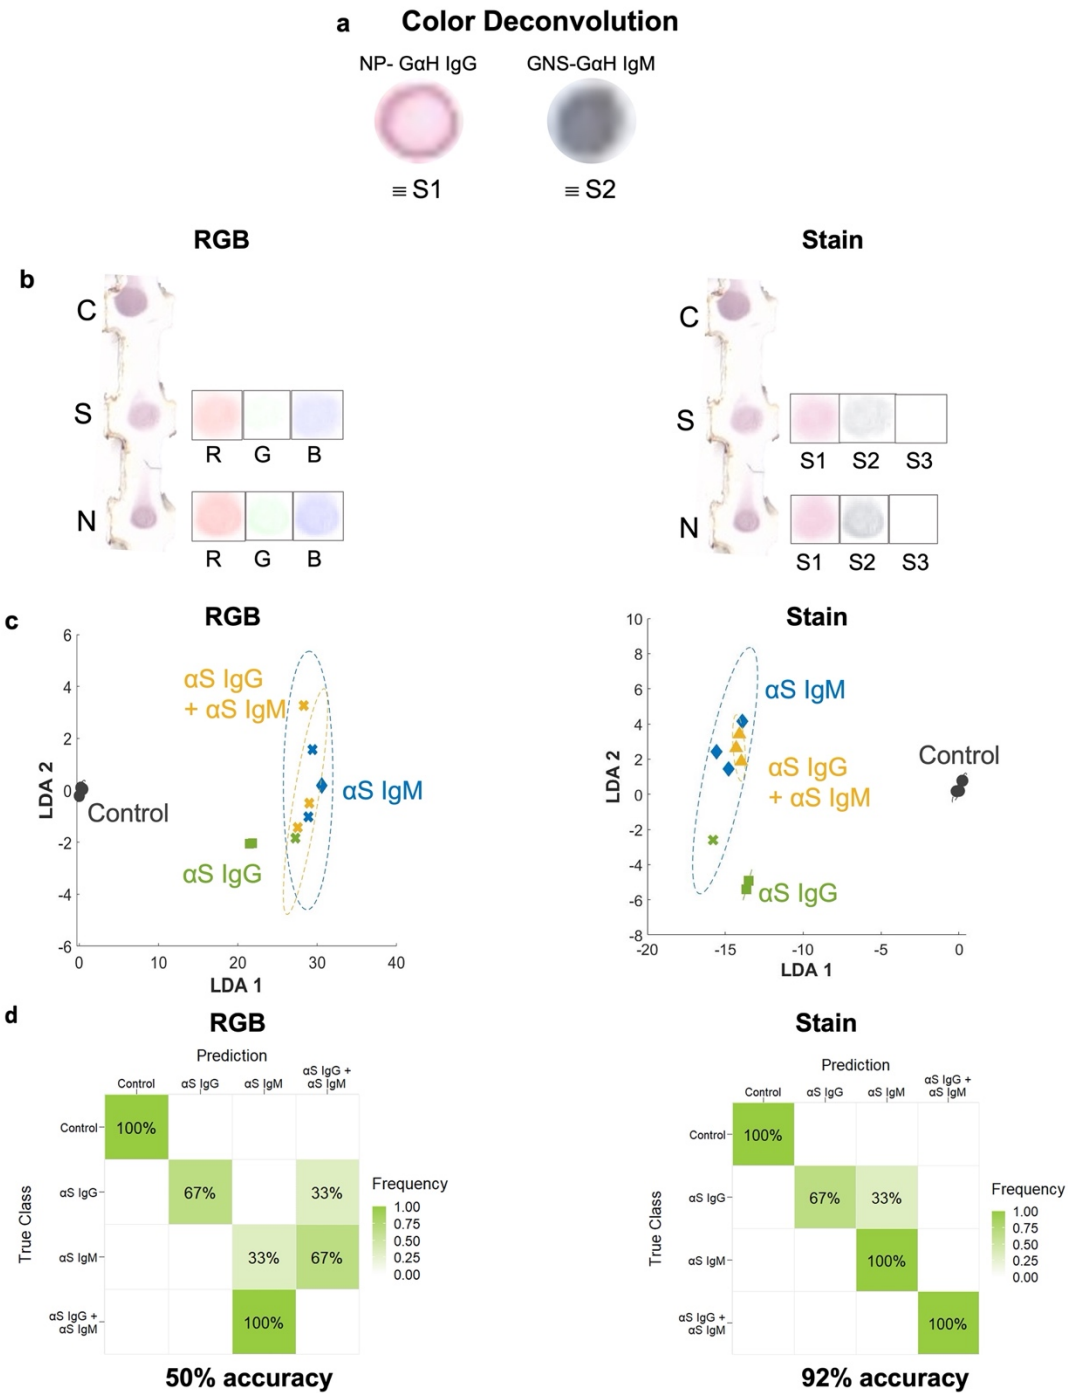 a Color Deconvolution
NP- GαH IgG
GNS-GαH IgM
≡ S1
≡ S2
RGB
Stain
b
C
S
R G B
N
R G B
C
S
S1 S2 S3
N
S1 S2 S3
c
RGB
6
4
2
0
-2
-4
-6
0 10 20 30 40
LDA 2
LDA 1
αS IgG
+ αS IgM
αS IgM
Control
αS IgG
Stain
10
8
6
4
2
0
-2
-4
-6
-8
-20 -15 -10 -5 0
LDA 2
LDA 1
αS IgM
αS IgG
+ αS IgM
Control
αS IgG
d
RGB
Prediction
Control αS IgG αS IgM αS IgG +
αS IgM
True Class
Control 100%
αS IgG 67% 33%
αS IgM 33% 67%
αS IgG +
αS IgM 100%
Frequency
1.00
0.75
0.50
0.25
0.00
50% accuracy
Stain
Prediction
Control αS IgG αS IgM αS IgG +
αS IgM
True Class
Control 100%
αS IgG 67% 33%
αS IgM 100%
αS IgG +
αS IgM 100%
Frequency
1.00
0.75
0.50
0.25
0.00
92% accuracy